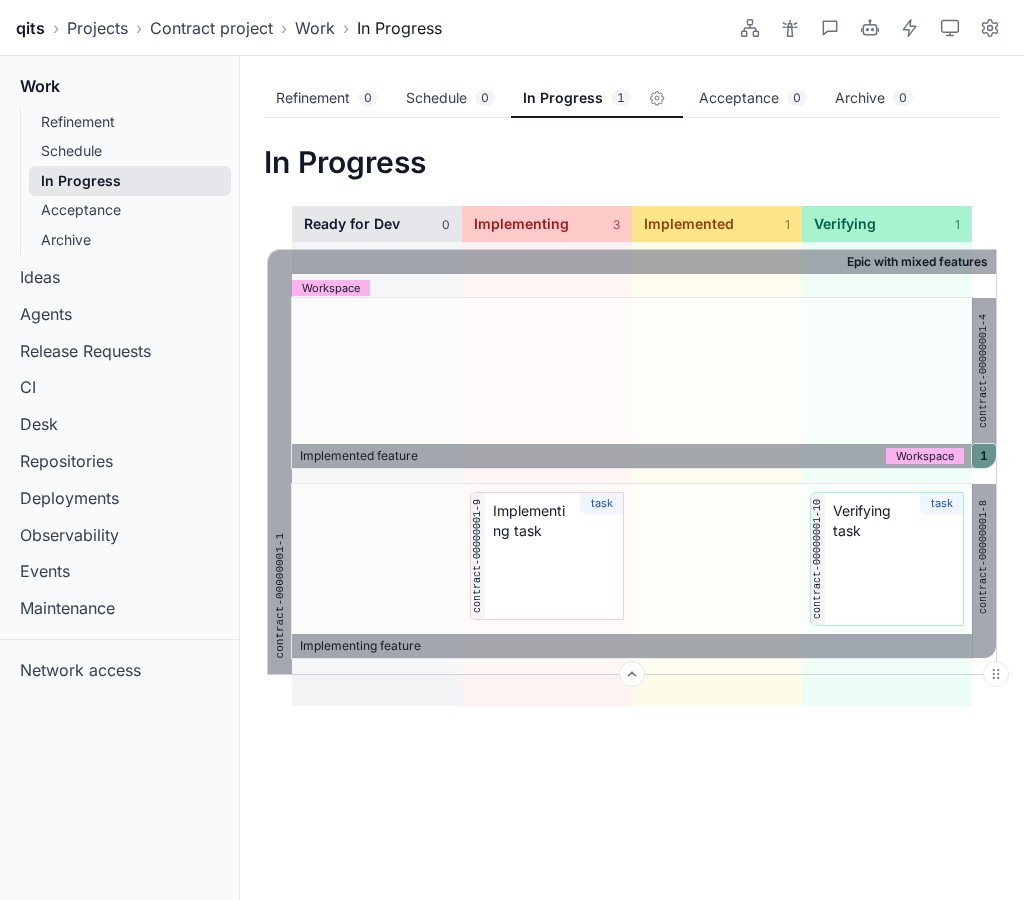 qits › Projects › Contract project › Work › In Progress
Work
Refinement
Schedule
In Progress
Acceptance
Archive
Ideas
Agents
Release Requests
CI
Desk
Repositories
Deployments
Observability
Events
Maintenance
Network access
Refinement 0 Schedule 0 In Progress 1 Acceptance 0 Archive 0
In Progress
Ready for Dev 0 Implementing 3 Implemented 1 Verifying 1
Epic with mixed features
Workspace
contract-00000001-4
Implemented feature Workspace 1
contract-00000001-1
contract-00000001-9
Implementi
ng task
task
contract-00000001-10
Verifying
task
task
contract-00000001-8
Implementing feature